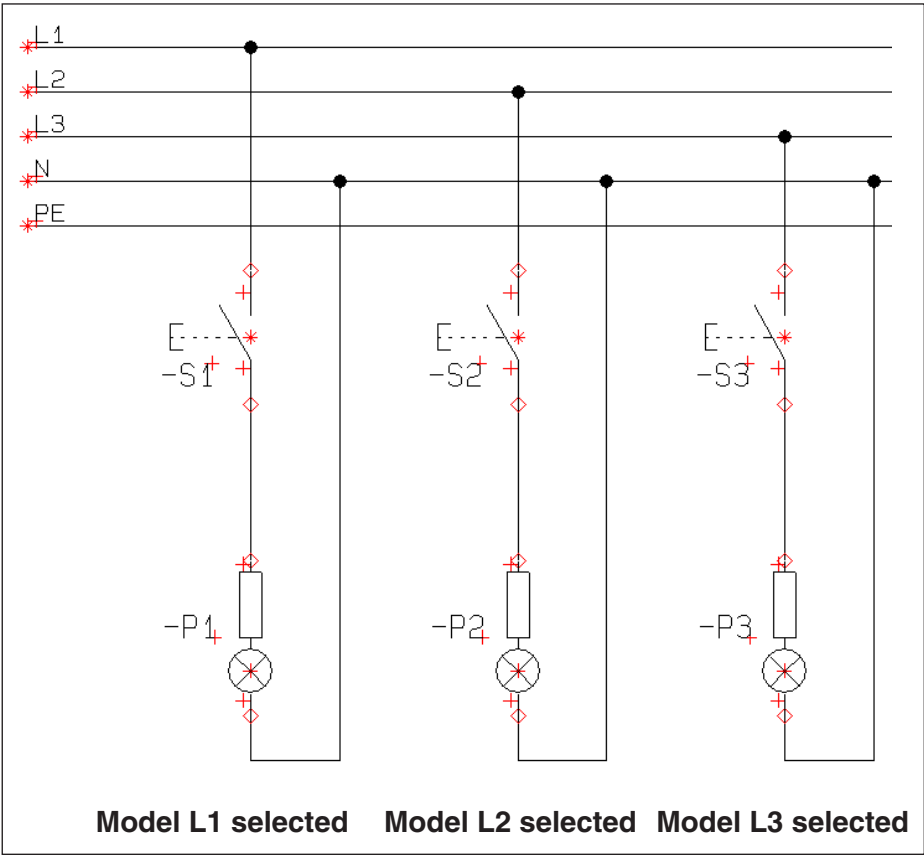 L1
L2
L3
N
PE
-S1 -S2 -S3
-P1 -P2 -P3
Model L1 selected Model L2 selected Model L3 selected